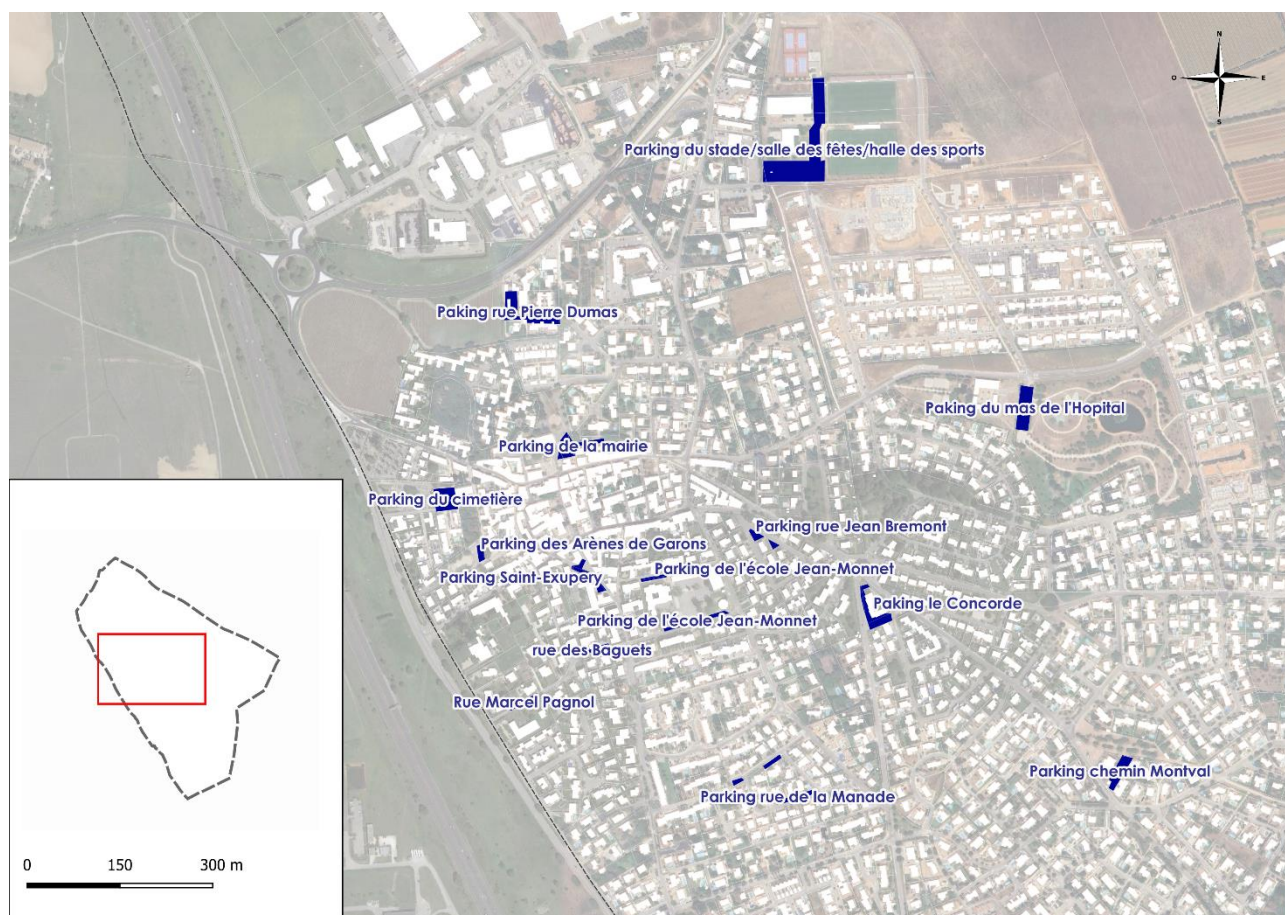 N
O E
S
Parking du stade/salle des fêtes/halle des sports
Paking rue Pierre Dumas
Paking du mas de l'Hopital
Parking de la mairie
Parking du cimetière
Parking rue Jean Bremont
Parking des Arènes de Garons
Parking de l'école Jean-Monnet
Parking Saint-Exupery
Paking le Concorde
Parking de l'école Jean-Monnet
rue des Baguets
Rue Marcel Pagnol
Parking chemin Montval
Parking rue de la Manade
0 150 300 m